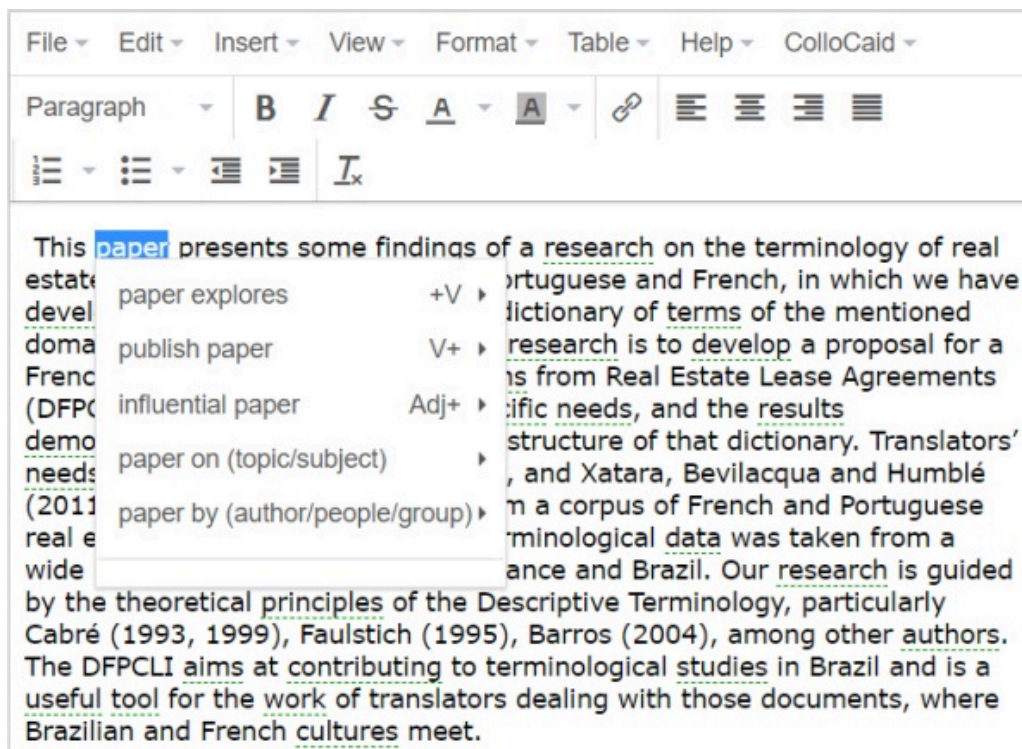 File Edit Insert View Format Table Help ColloCaid
Paragraph B I S A A
This paper presents some findings of a research on the terminology of real
estate ortuguese and French, in which we have
paper explores +V
devel dictionary of terms of the mentioned
doma research is to develop a proposal for a
publish paper V+
Frenc s from Real Estate Lease Agreements
influential paper Adj+
(DFPC ific needs, and the results
demo structure of that dictionary. Translators’
paper on (topic/subject)
needs , and Xatara, Bevilacqua and Humblé
(2011 m a corpus of French and Portuguese
paper by (author/people/group)
real e rminological data was taken from a
wide ance and Brazil. Our research is guided
by the theoretical principles of the Descriptive Terminology, particularly
Cabré (1993, 1999), Faulstich (1995), Barros (2004), among other authors.
The DFPCLI aims at contributing to terminological studies in Brazil and is a
useful tool for the work of translators dealing with those documents, where
Brazilian and French cultures meet.